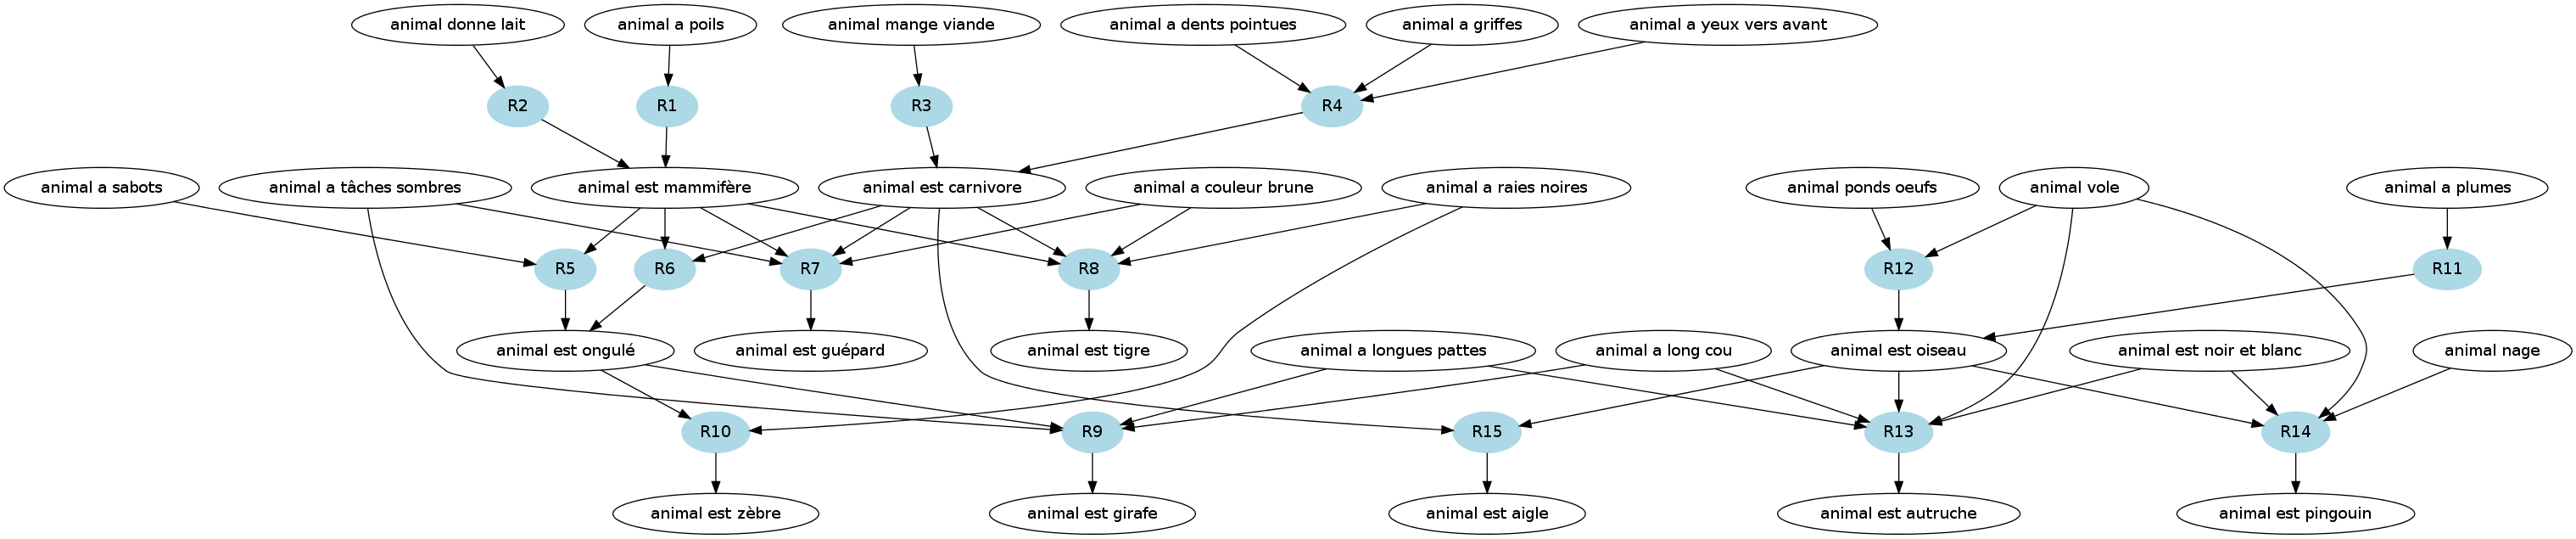 animal donne lait
animal a poils
animal mange viande
animal a dents pointues
animal a griffes
animal a yeux vers avant
R2
R1
R3
R4
animal a sabots
animal a tâches sombres
animal est mammifère
animal est carnivore
animal a couleur brune
animal a raies noires
animal ponds oeufs
animal vole
animal a plumes
R5
R6
R7
R8
R12
R11
animal est ongulé
animal est guépard
animal est tigre
animal a longues pattes
animal a long cou
animal est oiseau
animal est noir et blanc
animal nage
R10
R9
R15
R13
R14
animal est zèbre
animal est girafe
animal est aigle
animal est autruche
animal est pingouin